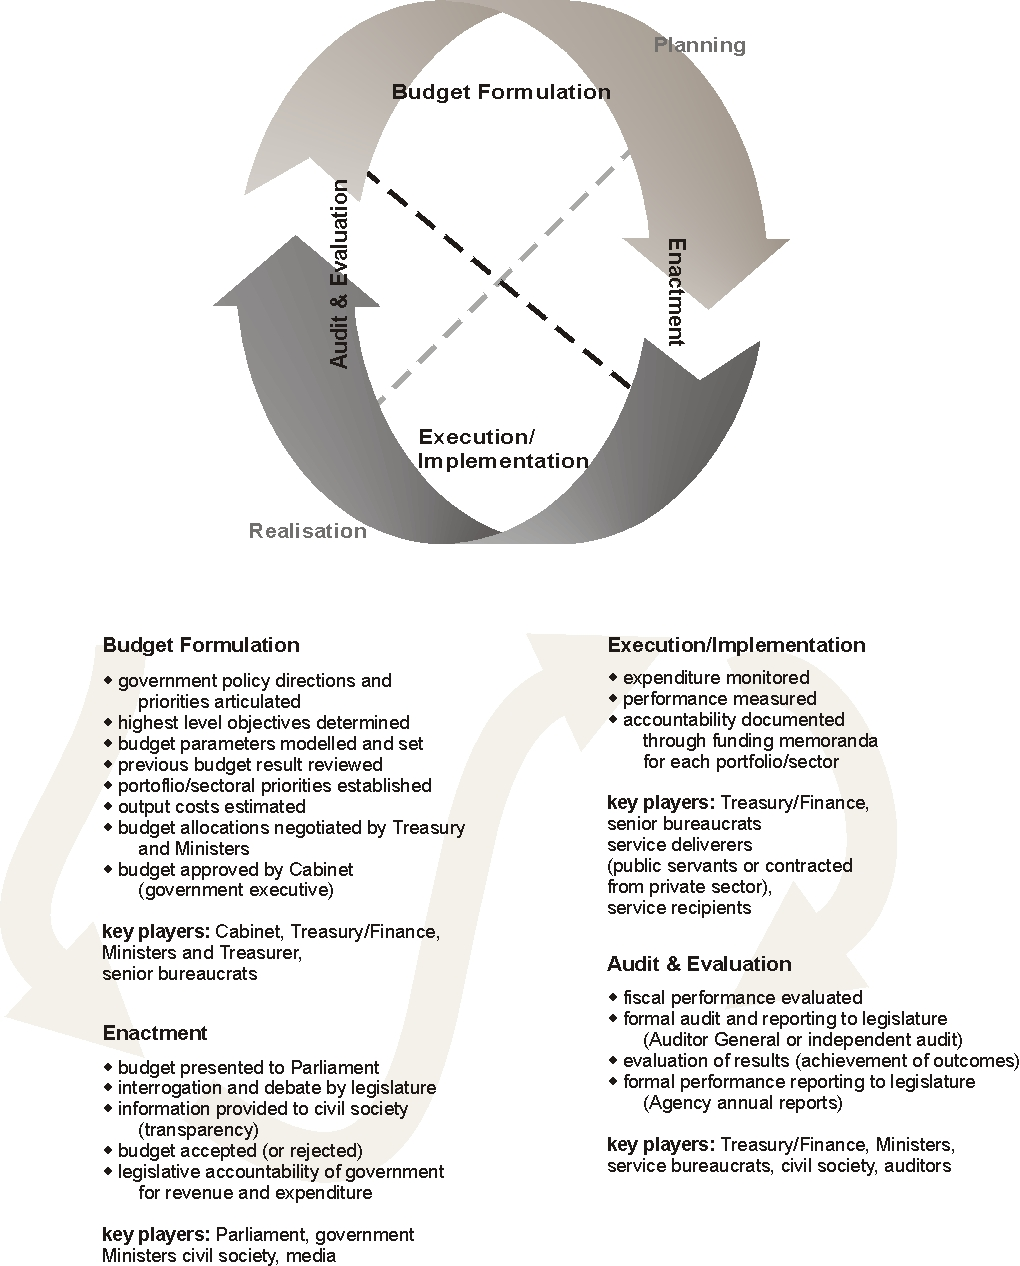 Planning
Budget Formulation
Audit & Evaluation
Enactment
Execution/
Implementation
Realisation
Budget Formulation
◆ government policy directions and
priorities articulated
◆ highest level objectives determined
◆ budget parameters modelled and set
◆ previous budget result reviewed
◆ portoflio/sectoral priorities established
◆ output costs estimated
◆ budget allocations negotiated by Treasury
and Ministers
◆ budget approved by Cabinet
(government executive)
key players: Cabinet, Treasury/Finance,
Ministers and Treasurer,
senior bureaucrats
Enactment
◆ budget presented to Parliament
◆ interrogation and debate by legislature
◆ information provided to civil society
(transparency)
◆ budget accepted (or rejected)
◆ legislative accountability of government
for revenue and expenditure
key players: Parliament, government
Ministers civil society, media
Execution/Implementation
◆ expenditure monitored
◆ performance measured
◆ accountability documented
through funding memoranda
for each portfolio/sector
key players: Treasury/Finance,
senior bureaucrats
service deliverers
(public servants or contracted
from private sector),
service recipients
Audit & Evaluation
◆ fiscal performance evaluated
◆ formal audit and reporting to legislature
(Auditor General or independent audit)
◆ evaluation of results (achievement of outcomes)
◆ formal performance reporting to legislature
(Agency annual reports)
key players: Treasury/Finance, Ministers,
service bureaucrats, civil society, auditors